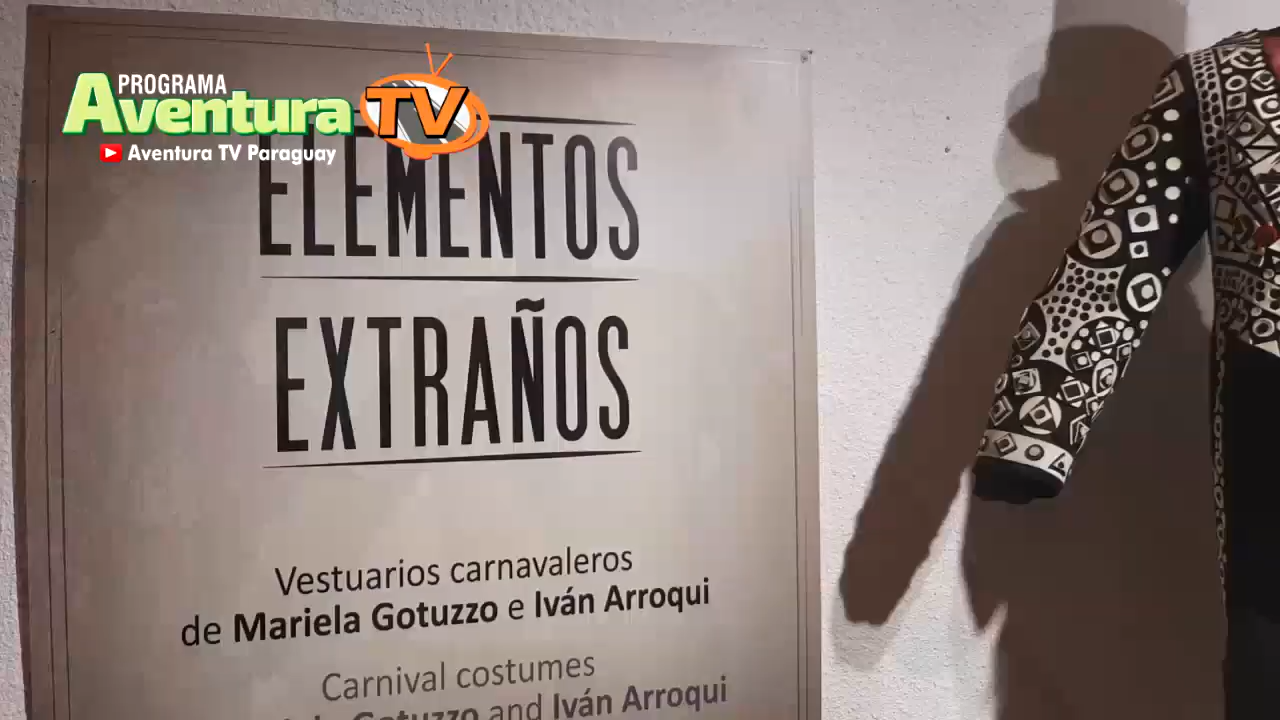 PROGRAMA
Aventura TV
Aventura TV Paraguay
ELEMENTOS
EXTRAÑOS
Vestuarios carnavaleros
de Mariela Gotuzzo e Iván Arroqui
Carnival costumes
Gotuzzo and Iván Arroqui